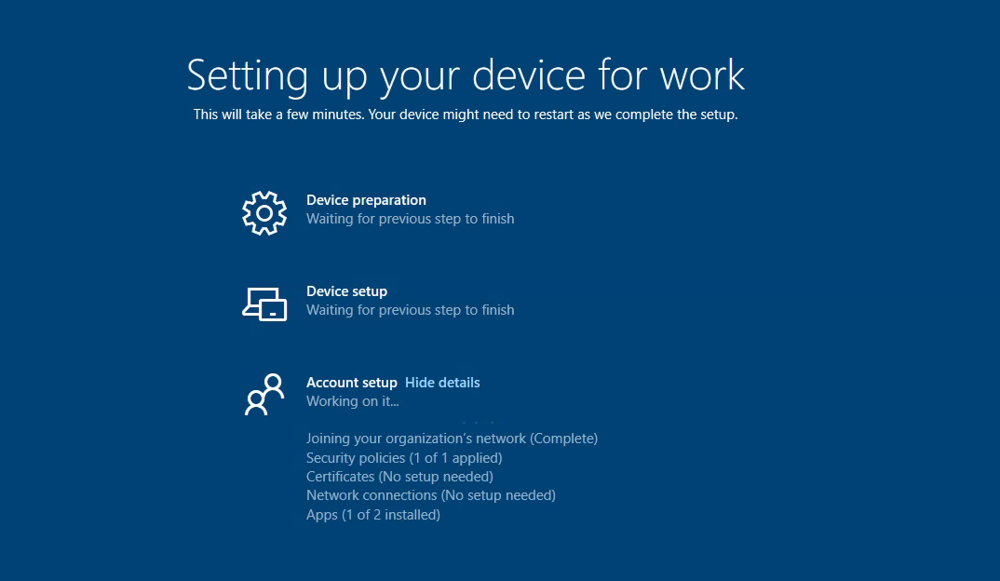 Setting up your device for work
This will take a few minutes. Your device might need to restart as we complete the setup.
Device preparation
Waiting for previous step to finish
Device setup
Waiting for previous step to finish
Account setup Hide details
Working on it...
Joining your organization's network (Complete)
Security policies (1 of 1 applied)
Certificates (No setup needed)
Network connections (No setup needed)
Apps (1 of 2 installed)